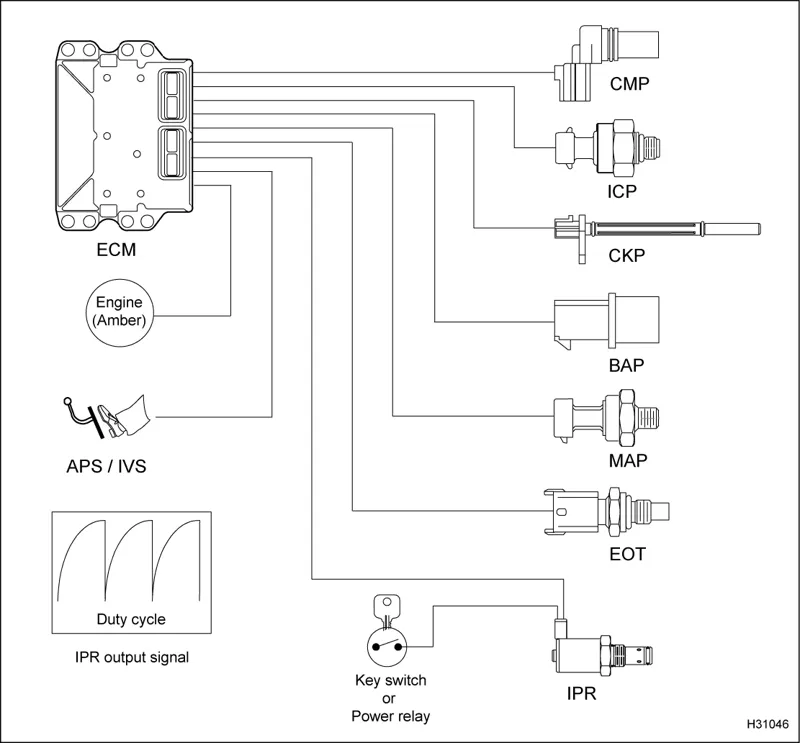 CMP
ICP
ECM
CKP
Engine
(Amber)
BAP
APS / IVS
MAP
EOT
Duty cycle
IPR output signal
Key switch
or
Power relay
IPR
H31046